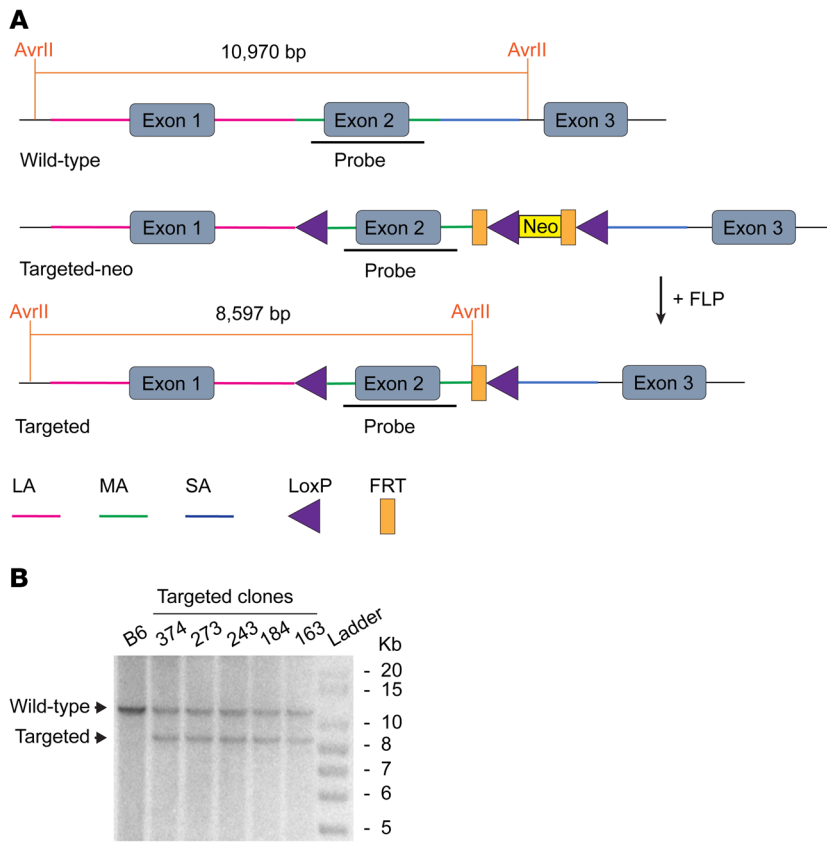 A
AvrII
10,970 bp
AvrII
Exon 1
Exon 2
Exon 3
Probe
Wild-type
Exon 1
Exon 2
Neo
Exon 3
Probe
Targeted-neo
+ FLP
AvrII
8,597 bp
AvrII
Exon 1
Exon 2
Exon 3
Probe
Targeted
LA
MA
SA
LoxP
FRT
B
Targeted clones
B6
374
273
243
184
163
Ladder
Kb
- 20
- 15
Wild-type
- 10
Targeted
- 8
- 7
- 6
- 5